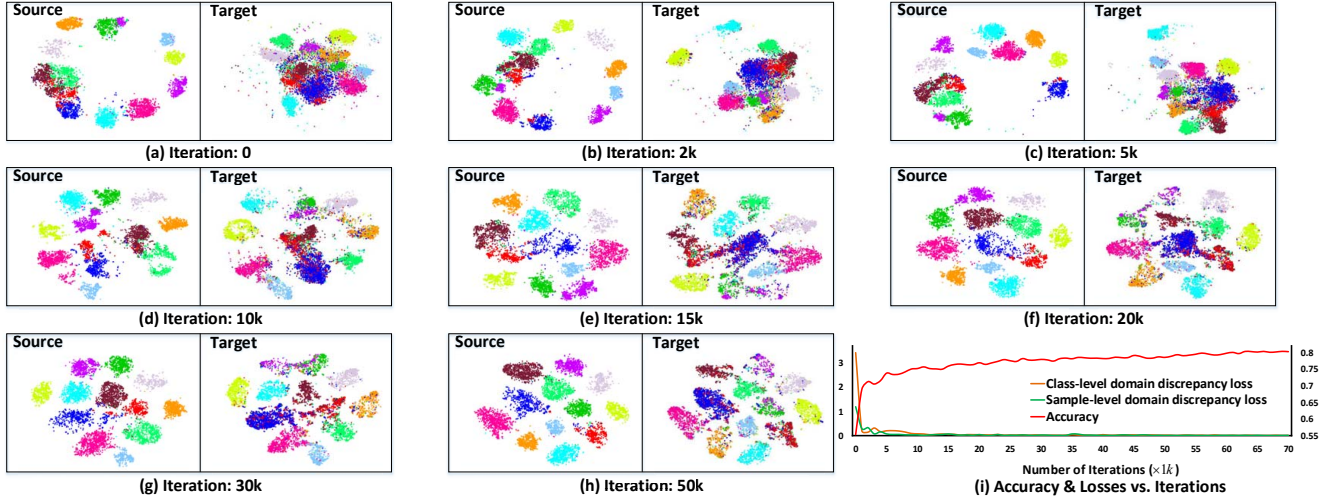 Source Target
(a) Iteration: 0
Source Target
(b) Iteration: 2k
Source Target
(c) Iteration: 5k
Source Target
(d) Iteration: 10k
Source Target
(e) Iteration: 15k
Source Target
(f) Iteration: 20k
Source Target
(g) Iteration: 30k
Source Target
(h) Iteration: 50k
3
2
1
0
0.8
0.75
0.7
0.65
0.6
0.55
Class-level domain discrepancy loss
Sample-level domain discrepancy loss
Accuracy
0 5 10 15 20 25 30 35 40 45 50 55 60 65 70
Number of Iterations (×1k)
(i) Accuracy & Losses vs. Iterations